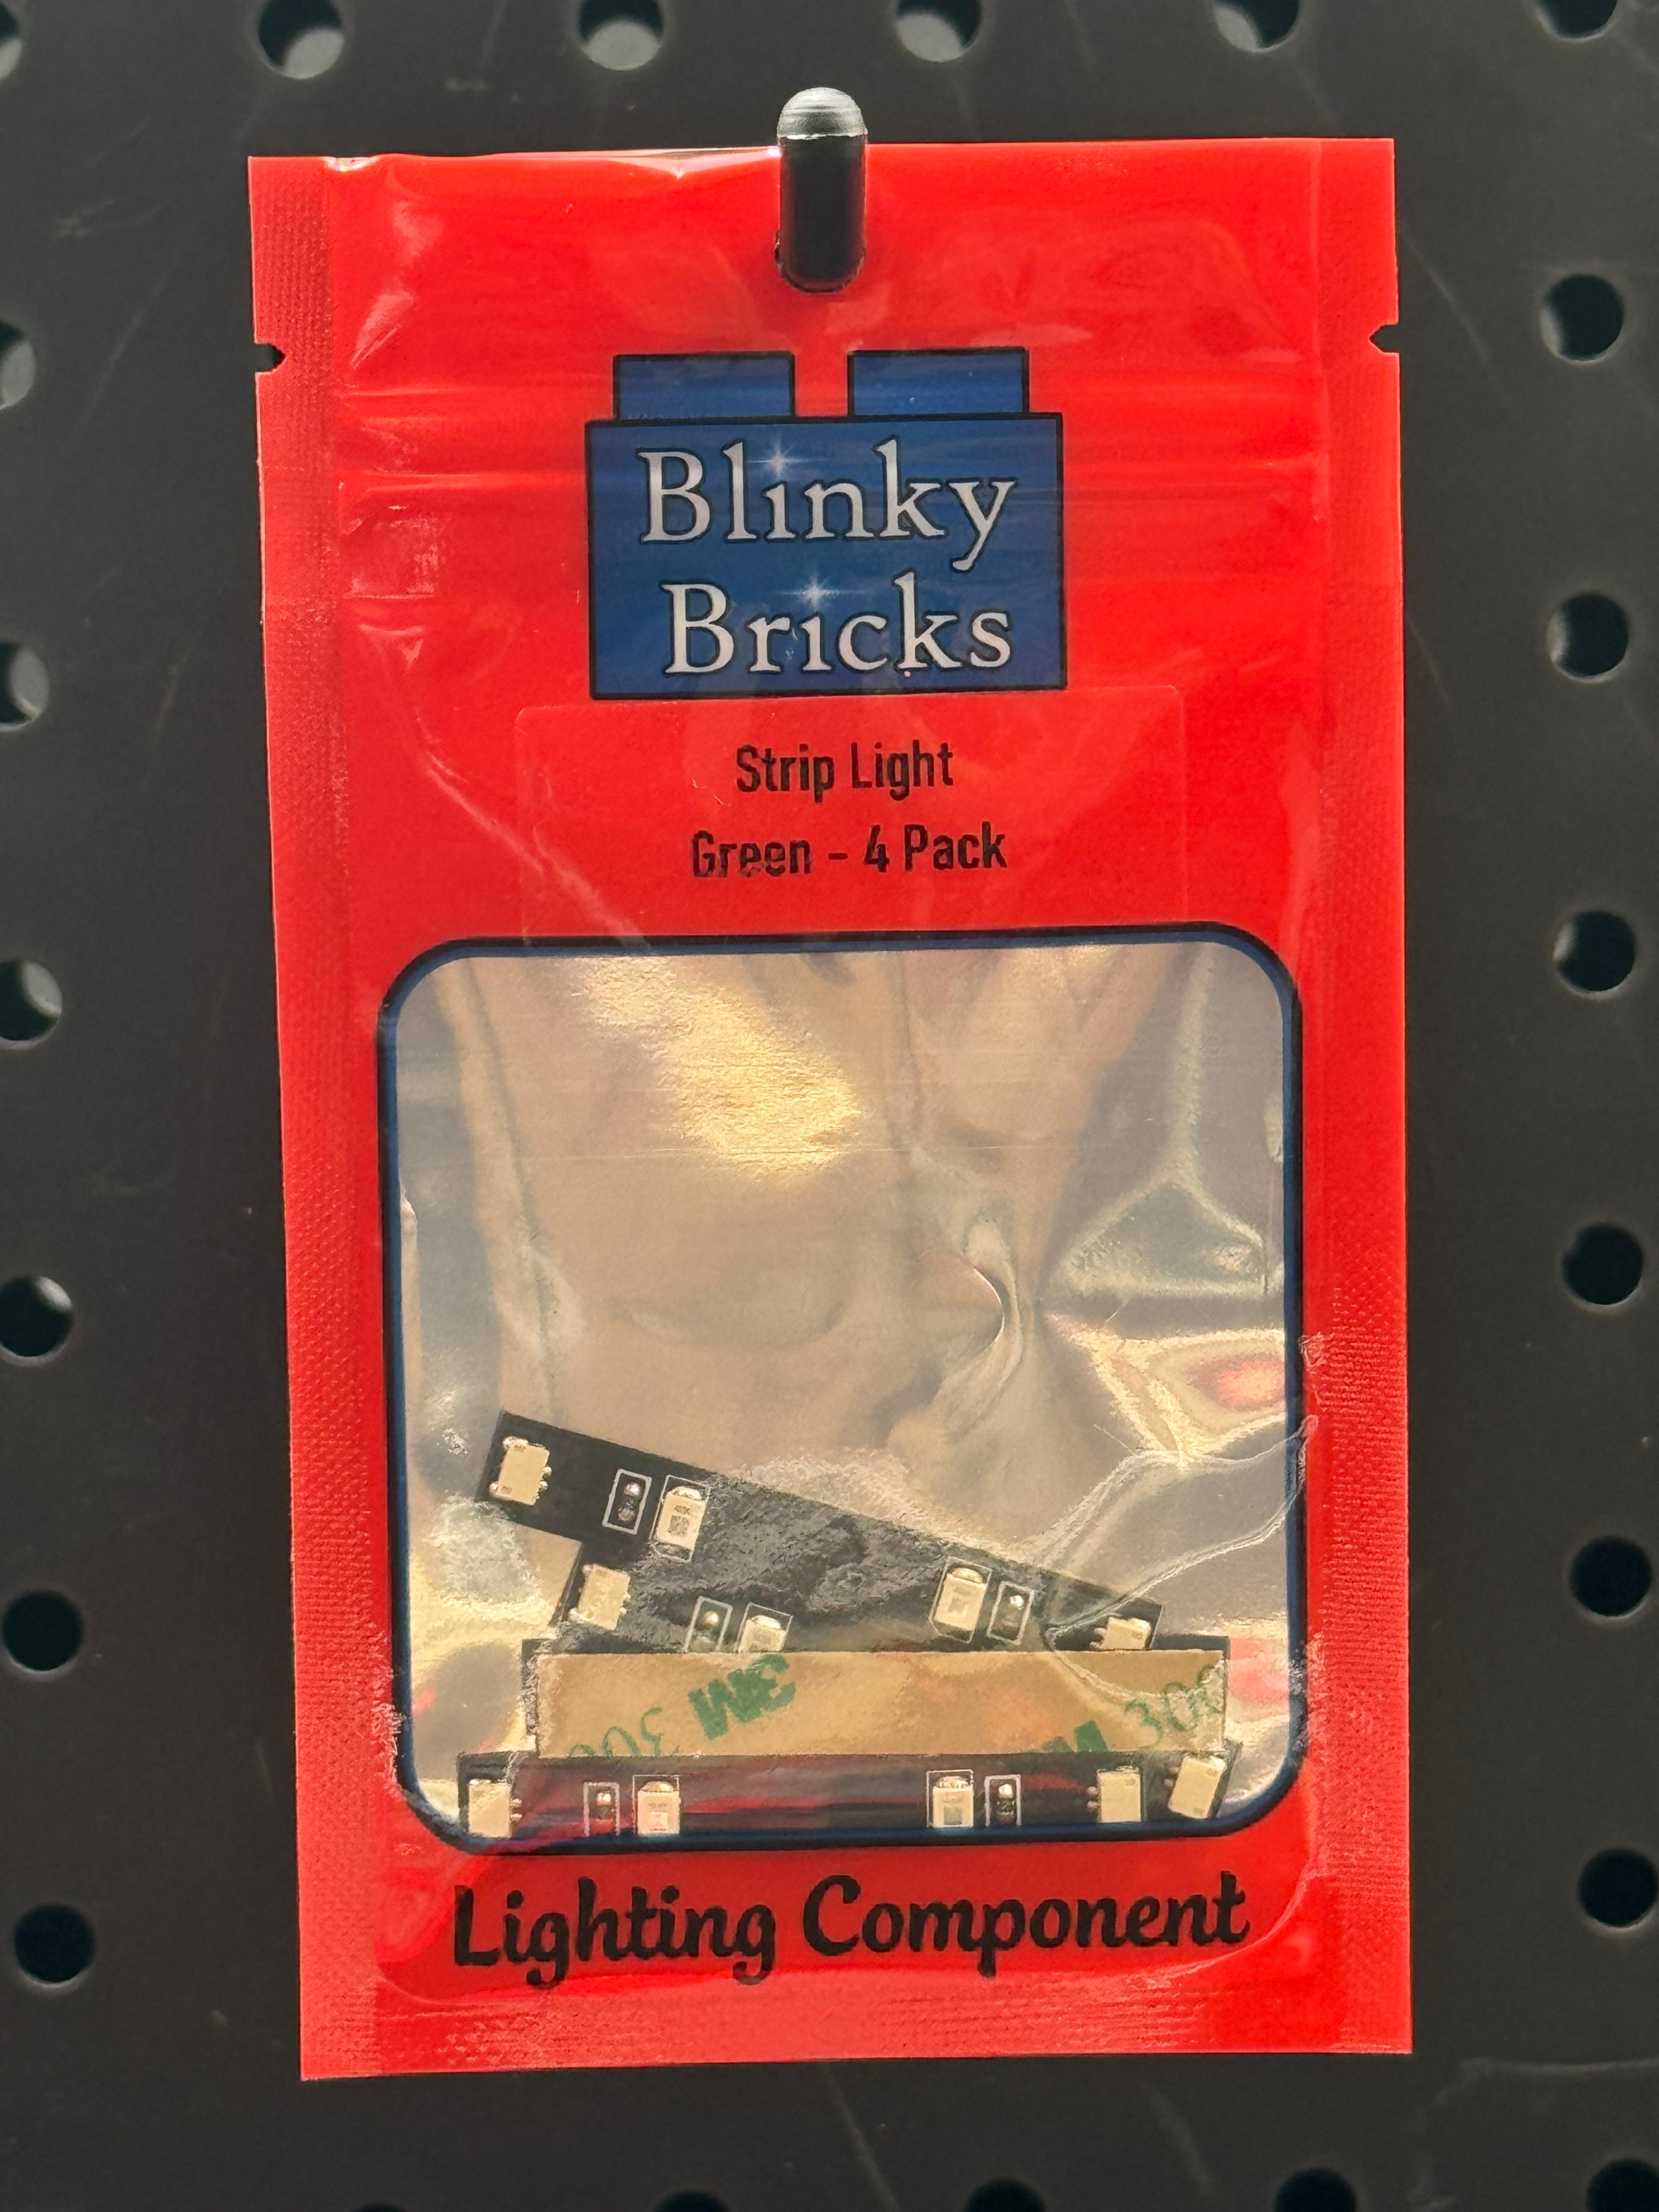 Blinky
Bricks
Strip Light
Green - 4 Pack
3M
300
Lighting Component